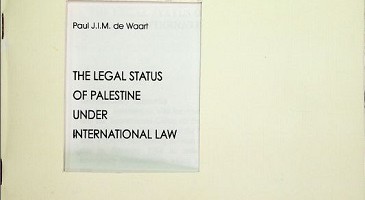 Paul J.I.M. de Waart
THE LEGAL STATUS
OF PALESTINE
UNDER
INTERNATIONAL LAW